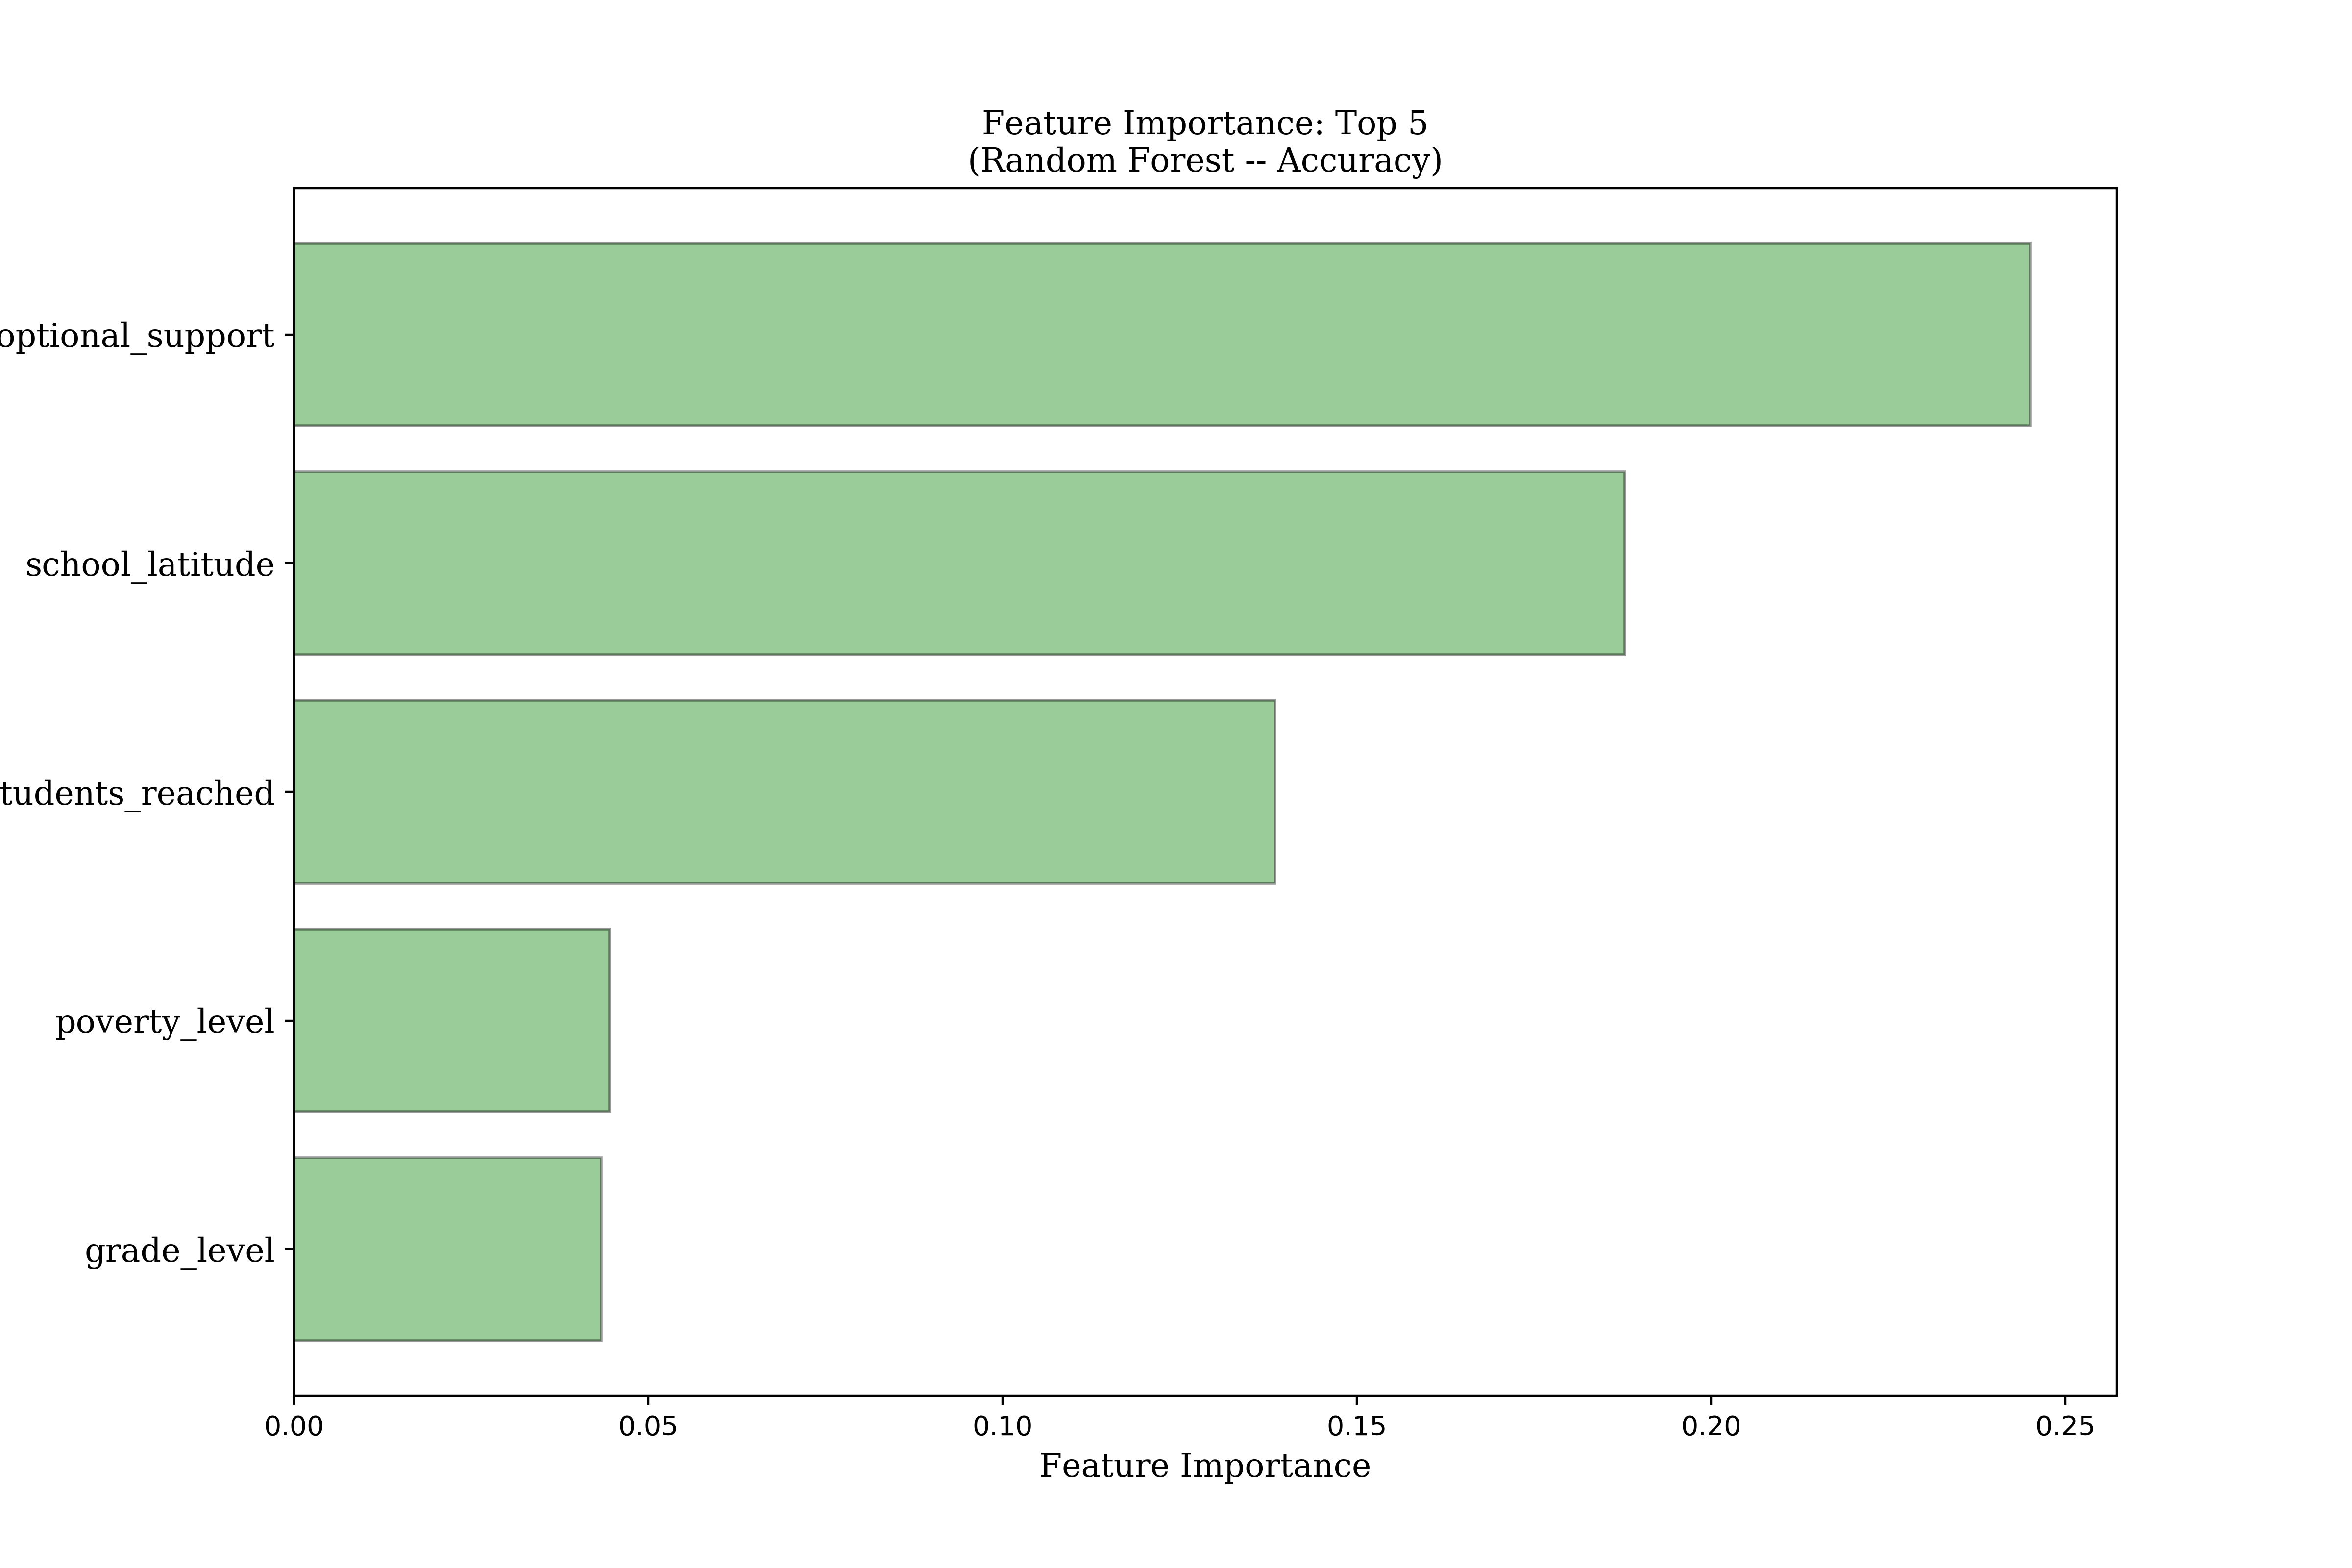 Feature Importance: Top 5
(Random Forest -- Accuracy)
optional_support
school_latitude
tudents_reached
poverty_level
grade_level
0.00 0.05 0.10 0.15 0.20 0.25
Feature Importance